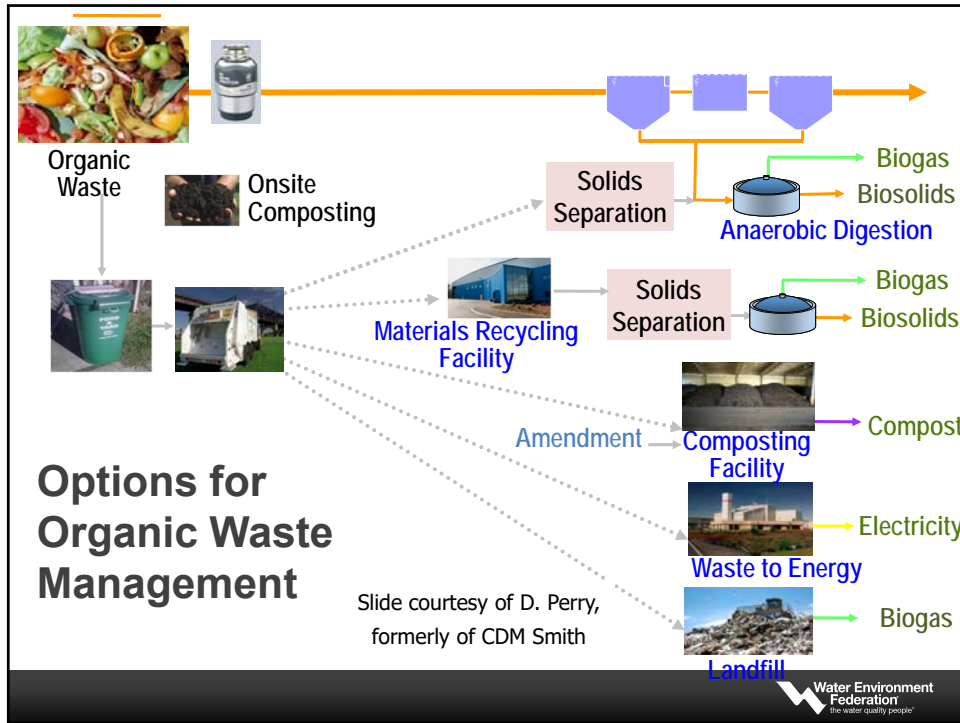 Organic
Waste
Onsite
Composting
Solids
Separation
Biogas
Biosolids
Anaerobic Digestion
Materials Recycling
Facility
Solids
Separation
Biogas
Biosolids
Amendment
Composting
Facility
Compost
Options for
Organic Waste
Management
Waste to Energy
Electricity
Slide courtesy of D. Perry,
formerly of CDM Smith
Landfill
Biogas
Water Environment
Federation
the water quality people®